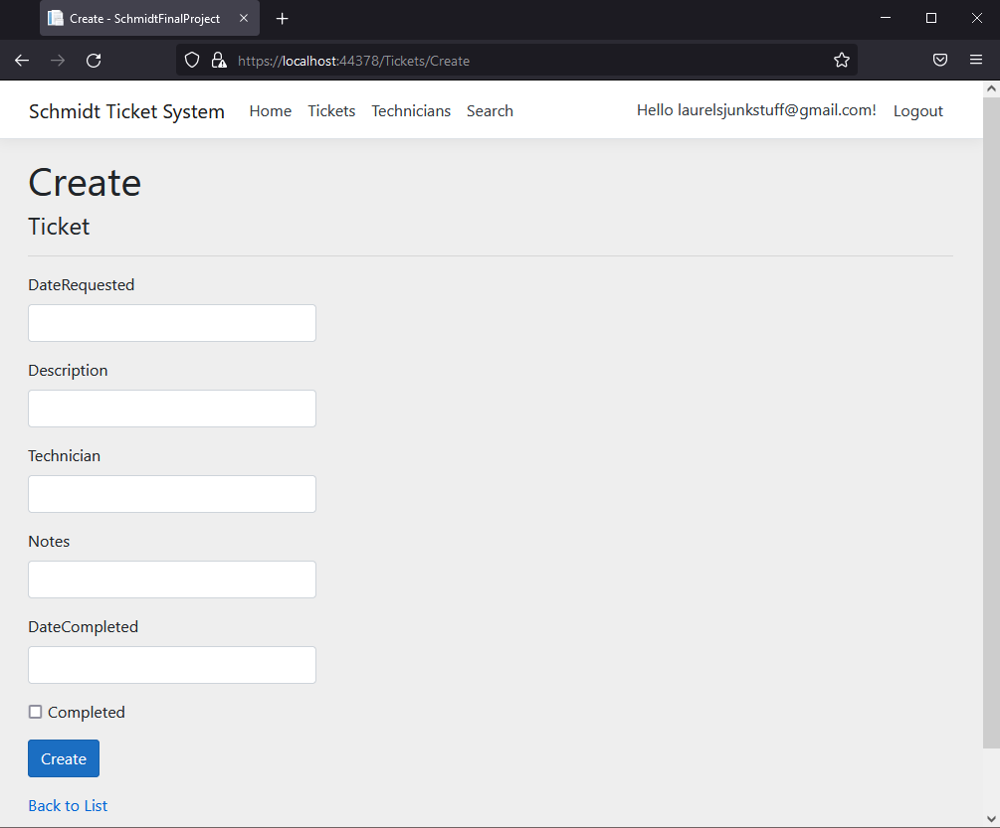 Create - SchmidtFinalProject
https://localhost:44378/Tickets/Create
Schmidt Ticket System Home Tickets Technicians Search Hello laurelsjunkstuff@gmail.com! Logout
Create
Ticket
DateRequested
Description
Technician
Notes
DateCompleted
Completed
Create
Back to List